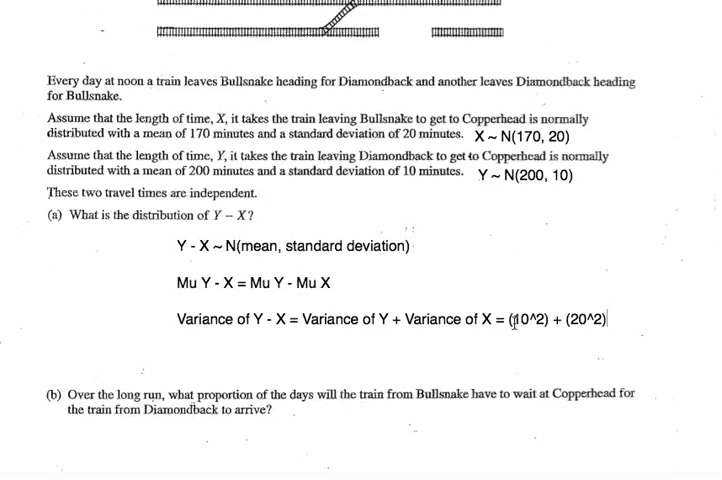 Every day at noon a train leaves Bullsnake heading for Diamondback and another leaves Diamondback heading
for Bullsnake.
Assume that the length of time, X, it takes the train leaving Bullsnake to get to Copperhead is normally
distributed with a mean of 170 minutes and a standard deviation of 20 minutes. X ~ N(170, 20)
Assume that the length of time, Y, it takes the train leaving Diamondback to get to Copperhead is normally
distributed with a mean of 200 minutes and a standard deviation of 10 minutes. Y ~ N(200, 10)
These two travel times are independent.
(a) What is the distribution of Y – X?
Y - X ~ N(mean, standard deviation)
Mu Y - X = Mu Y - Mu X
Variance of Y - X = Variance of Y + Variance of X = (10^2) + (20^2)
(b) Over the long run, what proportion of the days will the train from Bullsnake have to wait at Copperhead for
the train from Diamondback to arrive?